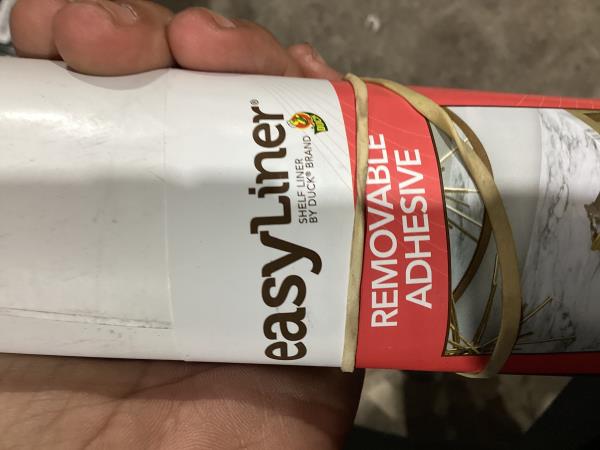 easyLiner®
SHELF LINER
BY DUCK® BRAND
REMOVABLE
ADHESIVE